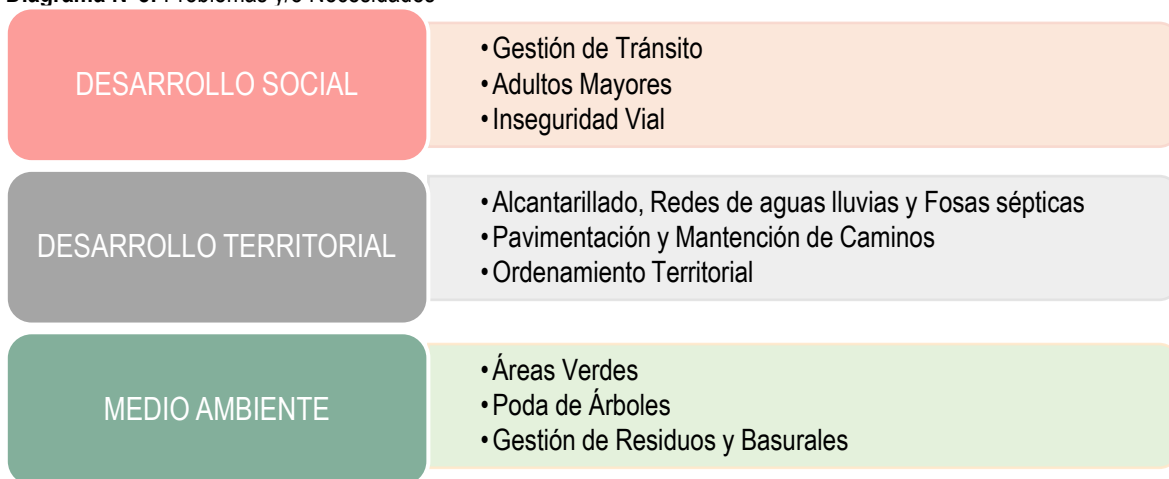 DESARROLLO SOCIAL
•Gestión de Tránsito
•Adultos Mayores
•Inseguridad Vial
DESARROLLO TERRITORIAL
•Alcantarillado, Redes de aguas lluvias y Fosas sépticas
•Pavimentación y Mantención de Caminos
•Ordenamiento Territorial
MEDIO AMBIENTE
•Áreas Verdes
•Poda de Árboles
•Gestión de Residuos y Basurales